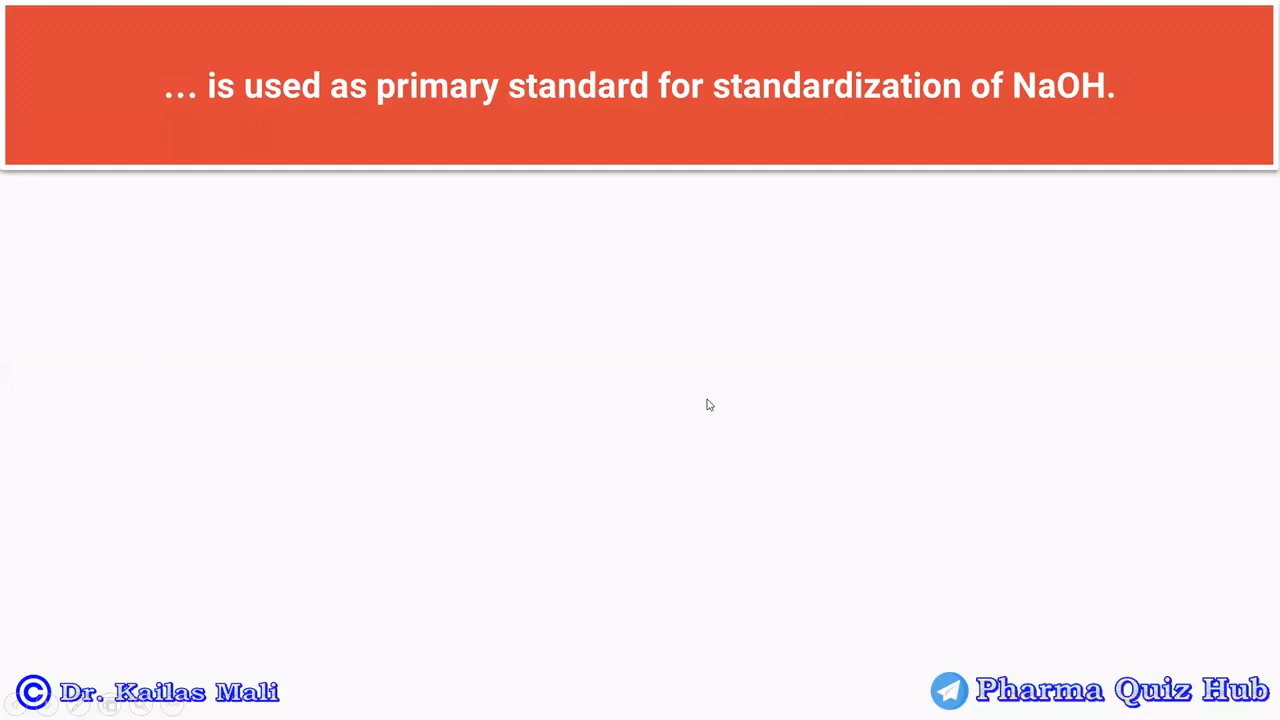 ... is used as primary standard for standardization of NaOH.
© Dr. Kailas Mali
Pharma Quiz Hub